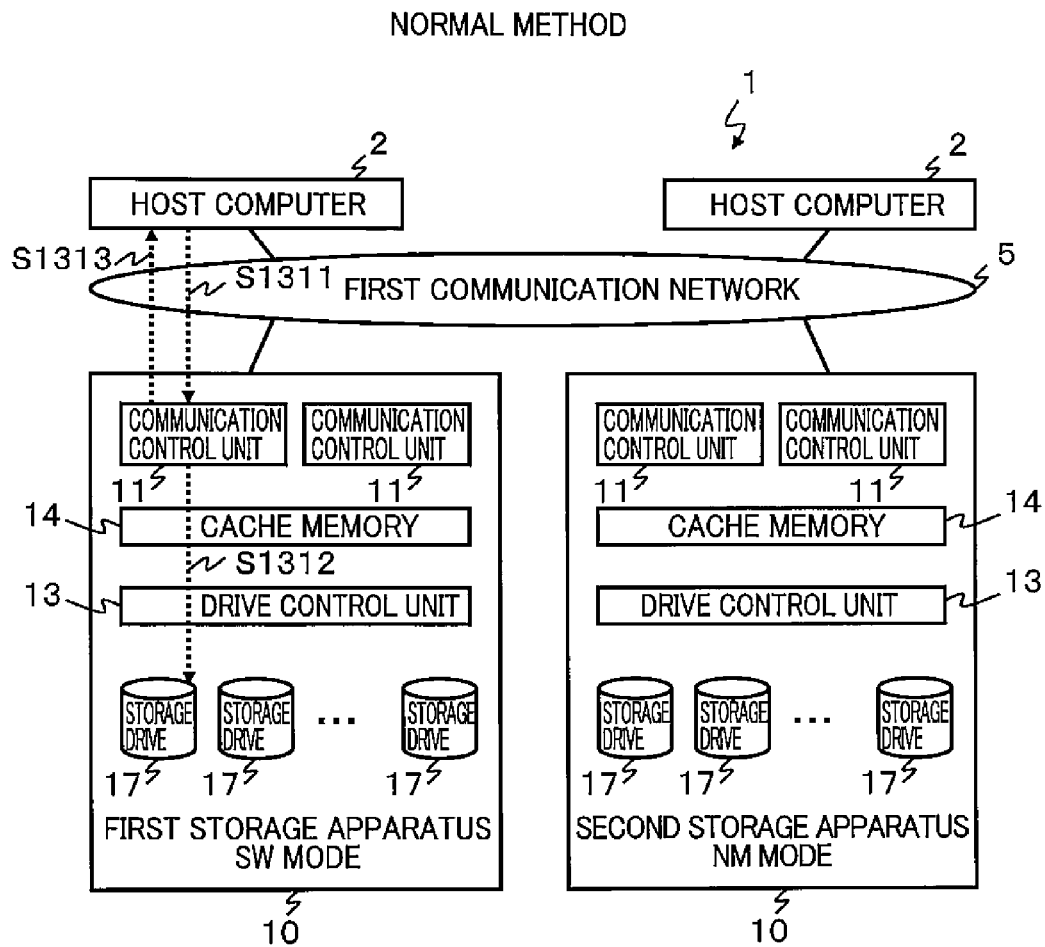 NORMAL METHOD
1
2
2
HOST COMPUTER
HOST COMPUTER
S1313
S1311
5
FIRST COMMUNICATION NETWORK
COMMUNICATION
CONTROL UNIT
COMMUNICATION
CONTROL UNIT
COMMUNICATION
CONTROL UNIT
COMMUNICATION
CONTROL UNIT
11
11
11
11
14
CACHE MEMORY
CACHE MEMORY
14
S1312
13
DRIVE CONTROL UNIT
DRIVE CONTROL UNIT
13
STORAGE
DRIVE
STORAGE
DRIVE
...
STORAGE
DRIVE
STORAGE
DRIVE
STORAGE
DRIVE
...
STORAGE
DRIVE
17
17
17
17
17
17
FIRST STORAGE APPARATUS
SW MODE
SECOND STORAGE APPARATUS
NM MODE
10
10